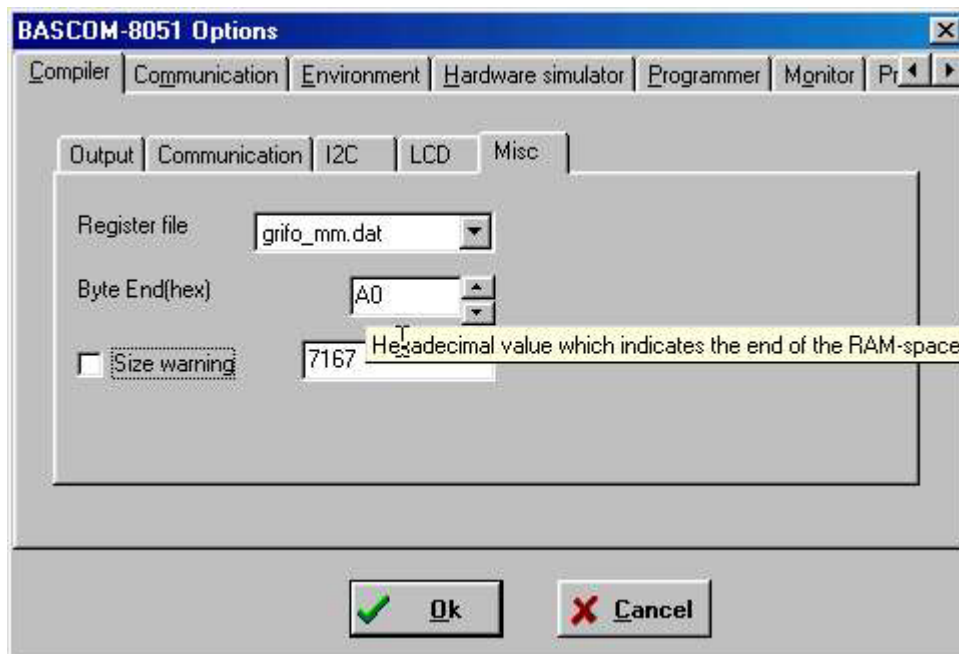 BASCOM-8051 Options
Compiler Communication Environment Hardware simulator Programmer Monitor Pr
Output Communication I2C LCD Misc
Register file grifo_mm.dat
Byte End(hex) A0
Hexadecimal value which indicates the end of the RAM-space
Size warning 7167
Ok Cancel